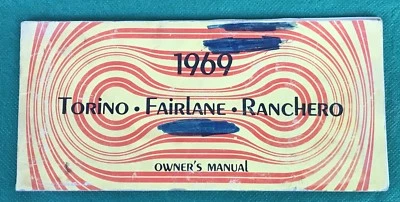 1969
TORINO • FAIRLANE • RANCHERO
OWNER'S MANUAL